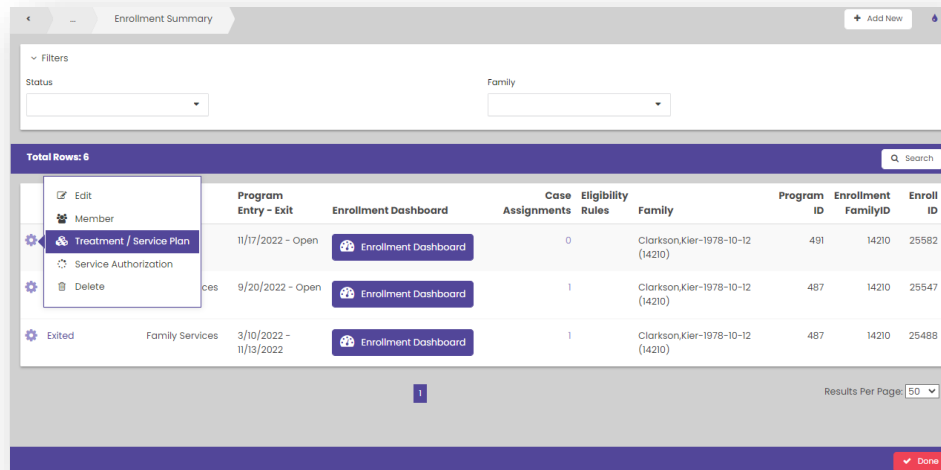 ... Enrollment Summary
+ Add New
Filters
Status Family
Total Rows: 6
Search
Program Case Eligibility Program Enrollment Enroll
Entry - Exit Enrollment Dashboard Assignments Rules Family ID FamilyID ID
Edit
Member
Treatment / Service Plan
Service Authorization
Delete
11/17/2022 - Open Enrollment Dashboard 0 Clarkson,Kier-1978-10-12 491 14210 25582
(14210)
ces 9/20/2022 - Open Enrollment Dashboard 1 Clarkson,Kier-1978-10-12 487 14210 25547
(14210)
Exited Family Services 3/10/2022 - Enrollment Dashboard 1 Clarkson,Kier-1978-10-12 487 14210 25488
11/13/2022 (14210)
1
Results Per Page: 50
Done